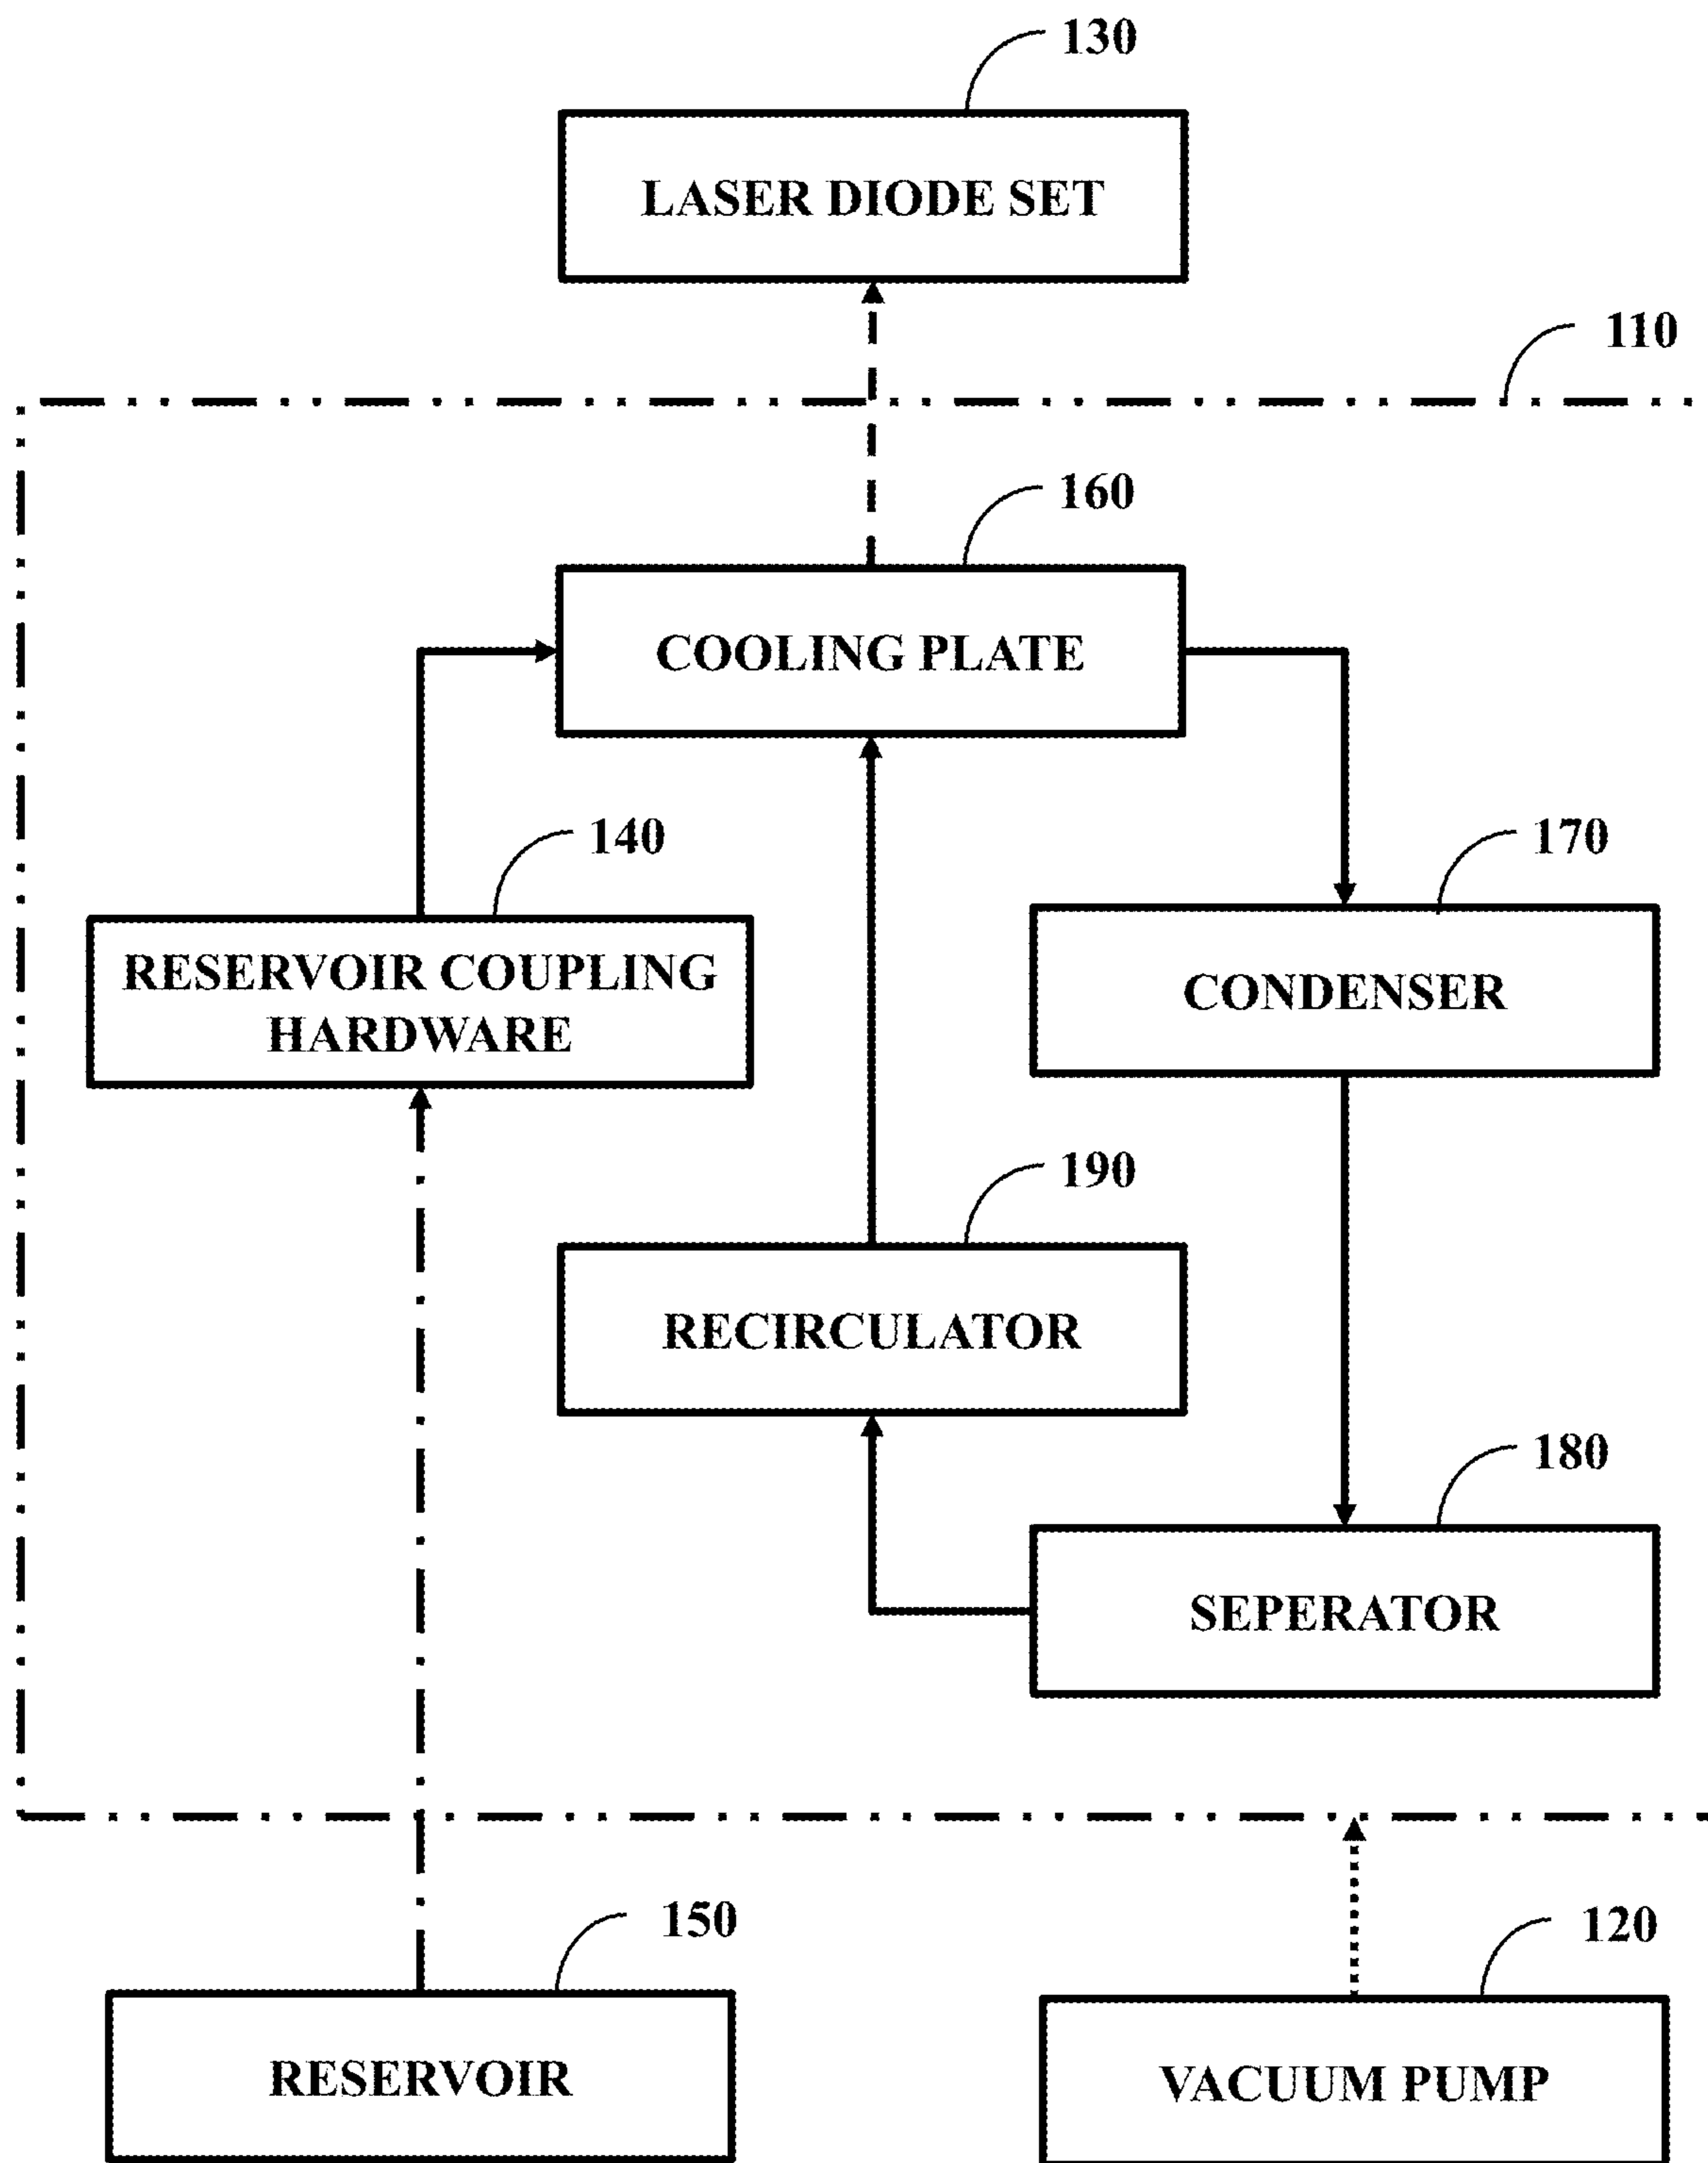 130
LASER DIODE SET
110
160
COOLING PLATE
140
170
RESERVOIR COUPLING
HARDWARE
CONDENSER
190
RECIRCULATOR
180
SEPERATOR
150
120
RESERVOIR
VACUUM PUMP